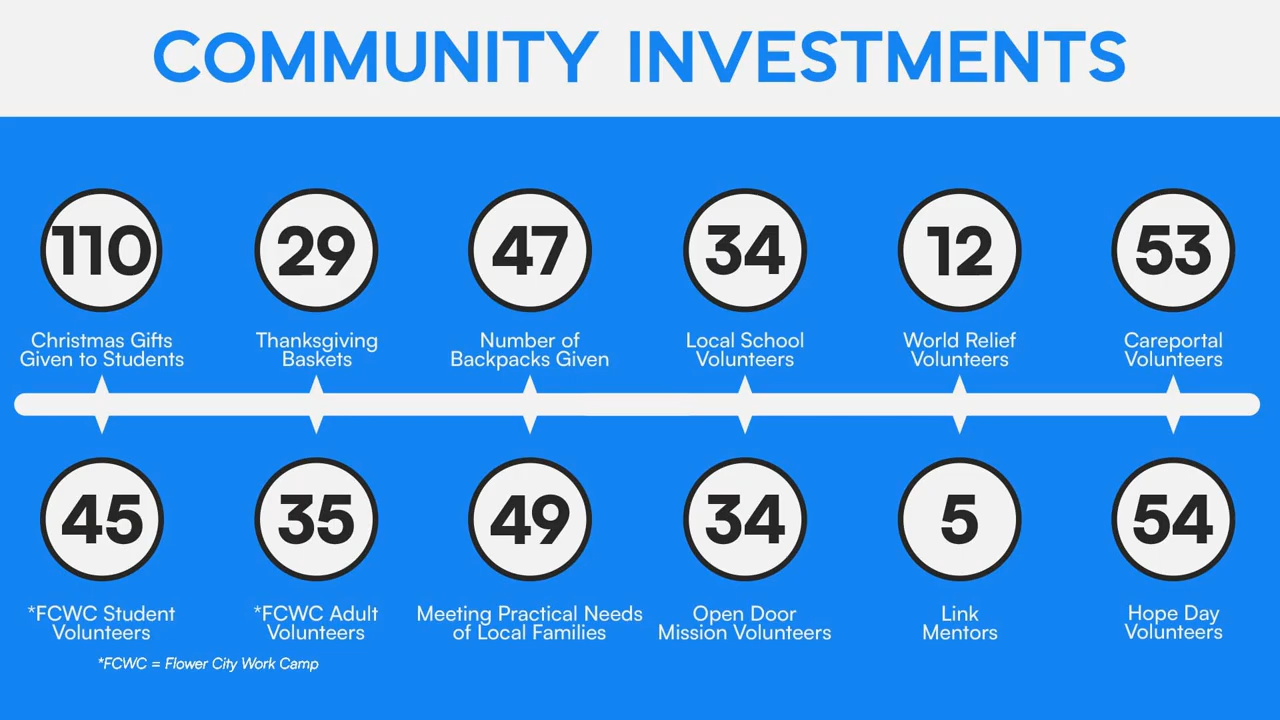 COMMUNITY INVESTMENTS
110
29
47
34
12
53
Christmas Gifts
Given to Students
Thanksgiving
Baskets
Number of
Backpacks Given
Local School
Volunteers
World Relief
Volunteers
Careportal
Volunteers
45
35
49
34
5
54
*FCWC Student
Volunteers
*FCWC Adult
Volunteers
Meeting Practical Needs
of Local Families
Open Door
Mission Volunteers
Link
Mentors
Hope Day
Volunteers
*FCWC = Flower City Work Camp